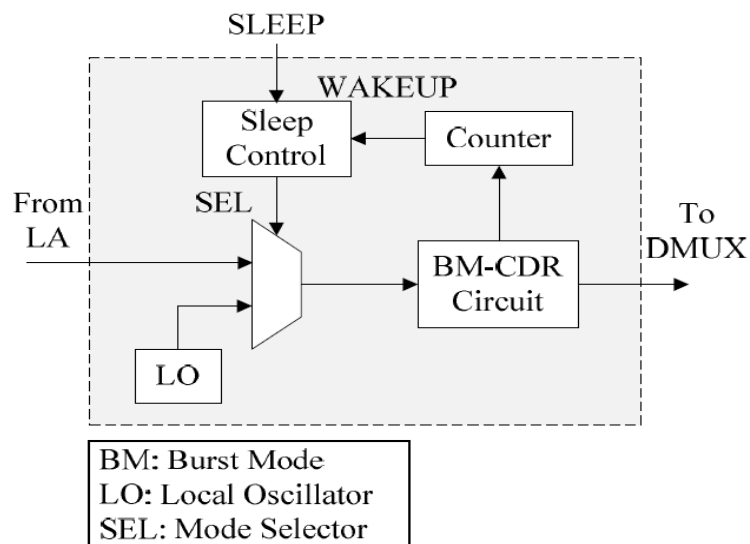 SLEEP
WAKEUP
Sleep
Control
Counter
SEL
From
LA
To
DMUX
BM-CDR
Circuit
LO
BM: Burst Mode
LO: Local Oscillator
SEL: Mode Selector